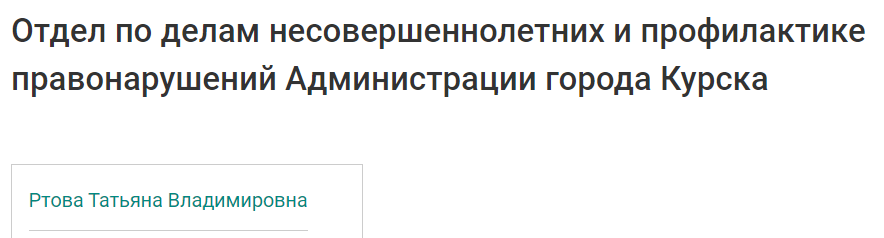 Отдел по делам несовершеннолетних и профилактике
правонарушений Администрации города Курска
Ртова Татьяна Владимировна